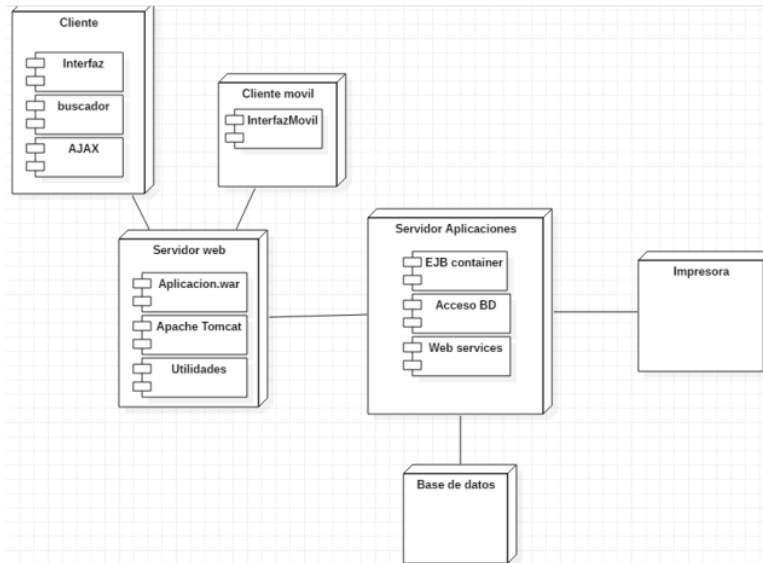 Cliente
Interfaz
buscador
AJAX
Cliente movil
InterfazMovil
Servidor web
Aplicacion.war
Apache Tomcat
Utilidades
Servidor Aplicaciones
EJB container
Acceso BD
Web services
Impresora
Base de datos